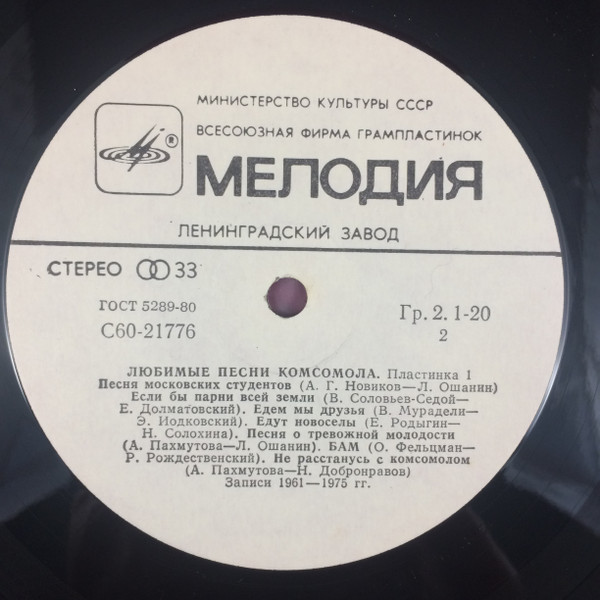 МИНИСТЕРСТВО КУЛЬТУРЫ СССР
ВСЕСОЮЗНАЯ ФИРМА ГРАМПЛАСТИНОК
®
МЕЛОДИЯ
ЛЕНИНГРАДСКИЙ ЗАВОД
СТЕРЕО 33
ГОСТ 5289-80
С60-21776
Гр. 2. 1-20
2
ЛЮБИМЫЕ ПЕСНИ КОМСОМОЛА. Пластинка 1
Песня московских студентов (А. Г. Новиков—Л. Ошанин)
Если бы парни всей земли (В. Соловьев-Седой—
Е. Долматовский). Едем мы друзья (В. Мурадели—
Э. Иодковский). Едут новоселы (Е. Родыгин—
Н. Солохина). Песня о тревожной молодости
(А. Пахмутова—Л. Ошанин). БАМ (О. Фельцман—
Р. Рождественский). Не расстанусь с комсомолом
(А. Пахмутова—Н. Добронравов)
Записи 1961—1975 гг.